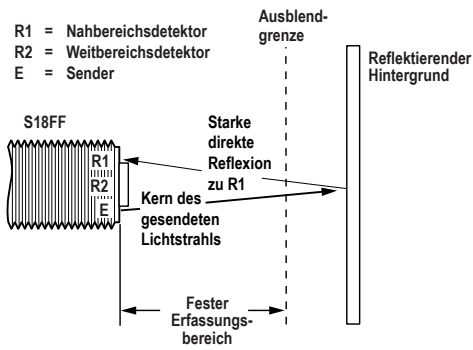 R1 = Nahbereichsdetektor
R2 = Weitbereichsdetektor
E = Sender
Ausblend-
grenze
Reflektierender
Hintergrund
S18FF
R1
R2
E
Starke
direkte
Reflexion
zu R1
Kern des
gesendeten
Lichtstrahls
Fester
Erfassungs-
bereich